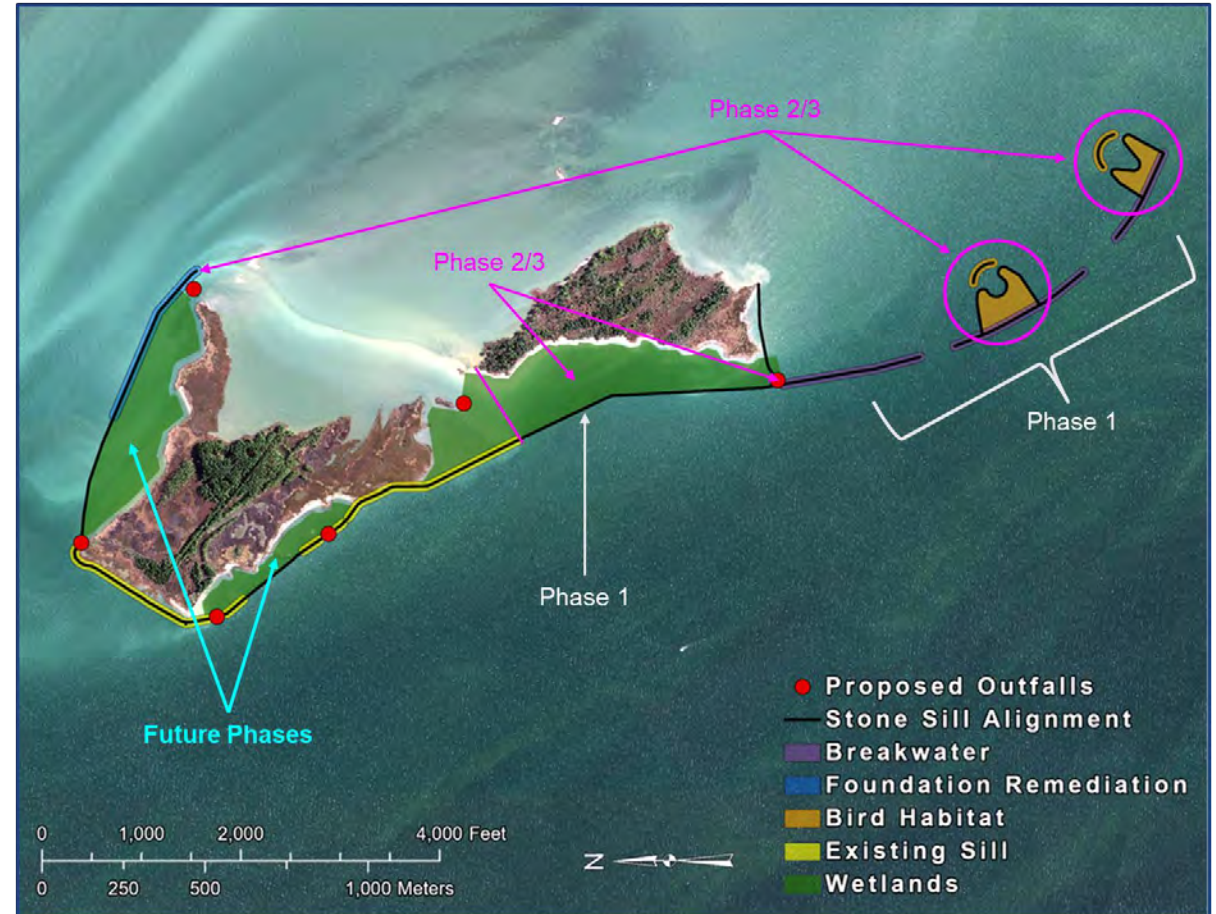 Phase 2/3
Phase 2/3
Phase 1
Phase 1
Future Phases
Proposed Outfalls
Stone Sill Alignment
Breakwater
Foundation Remediation
Bird Habitat
Existing Sill
Wetlands
0 1,000 2,000 4,000 Feet
0 250 500 1,000 Meters
N